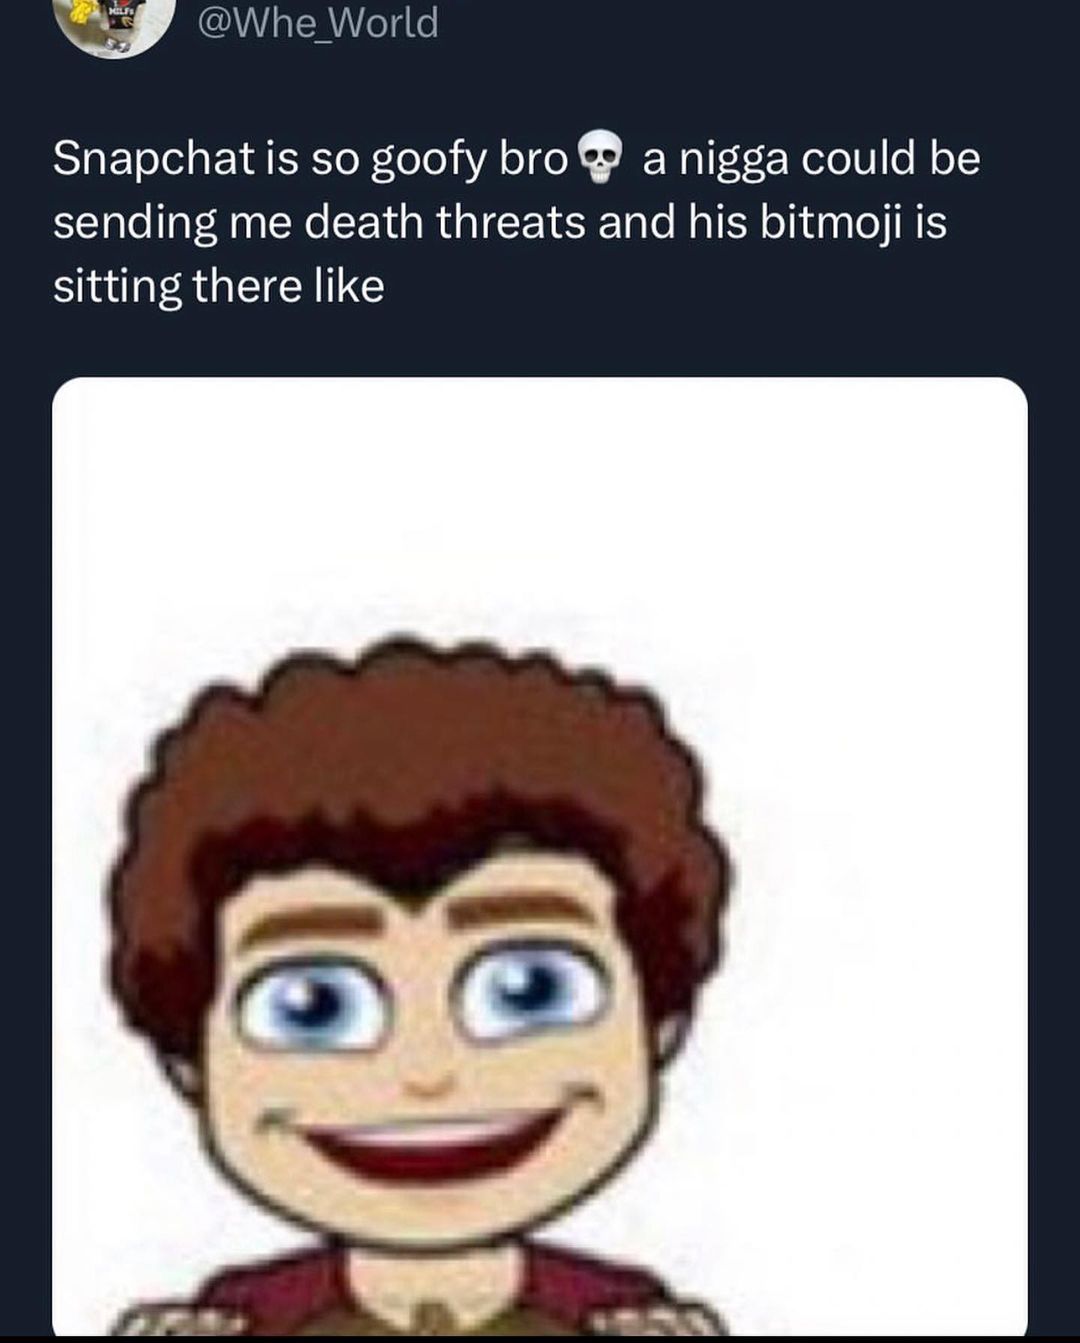 @Whe_World
Snapchat is so goofy bro💀 a nigga could be
sending me death threats and his bitmoji is
sitting there like